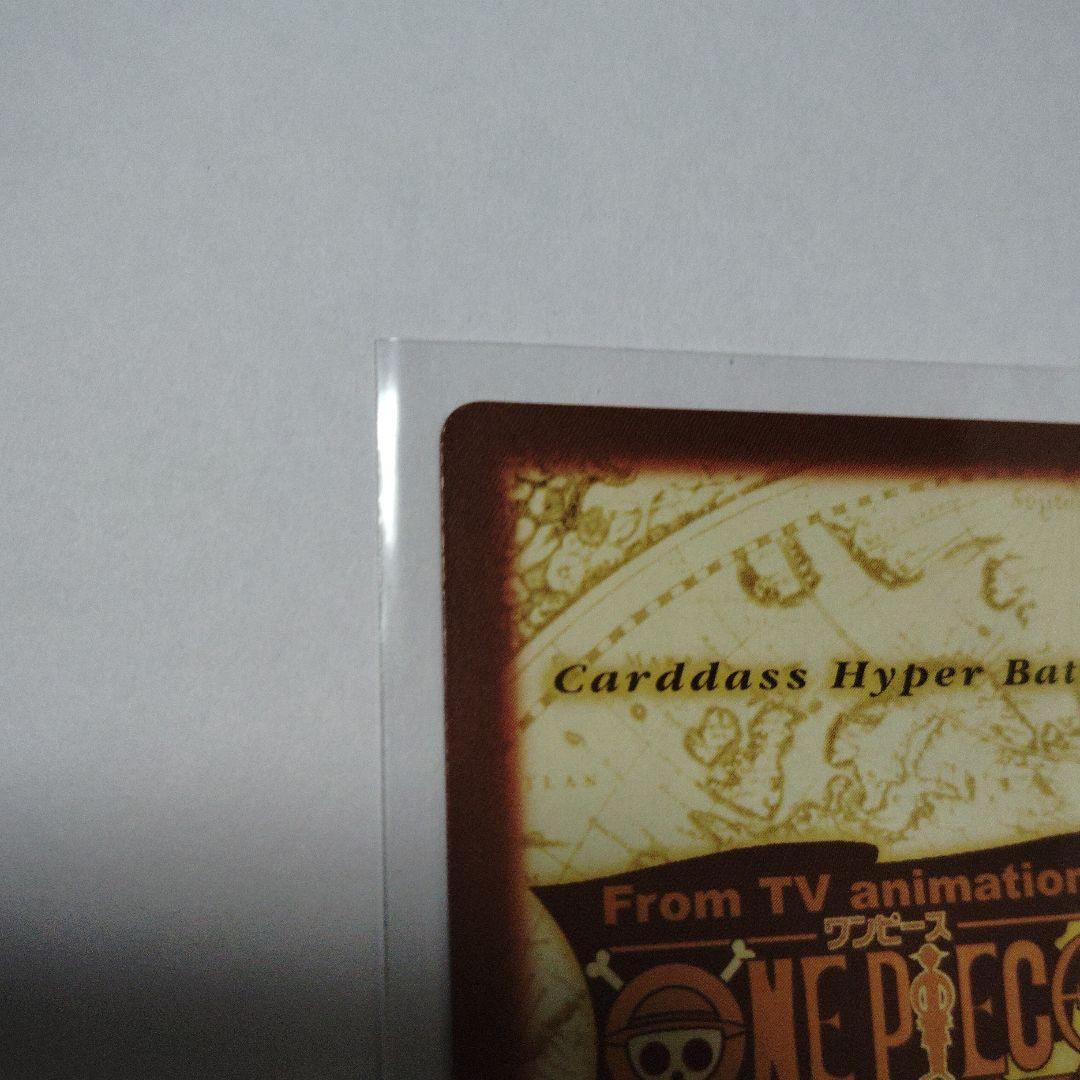 Carddass Hyper Bat
From TV animation
ワンピース
ONE PIECE